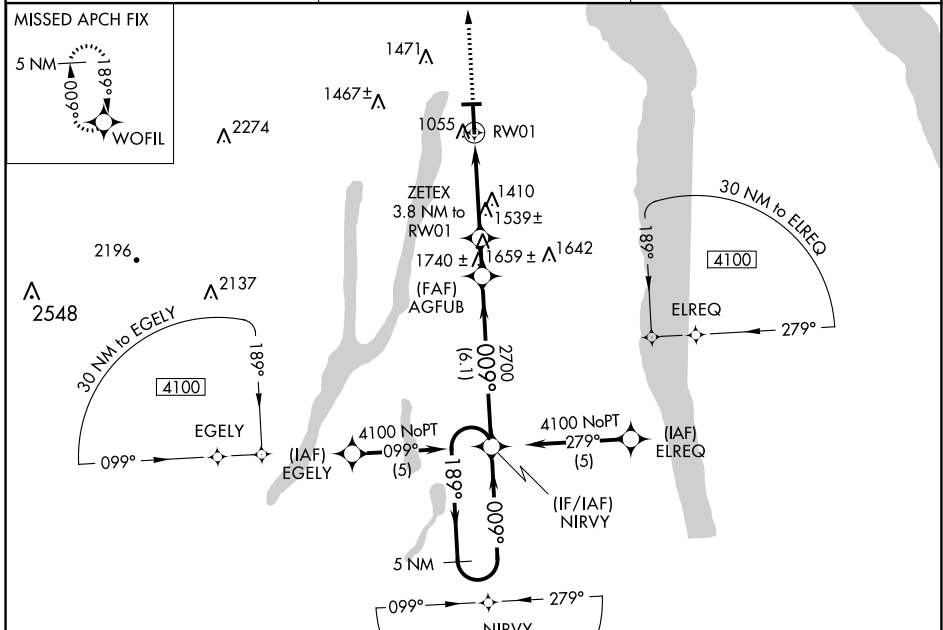 MISSED APCH FIX
5 NM
189°
009°
WOFIL
1471
1467±
2274
1055
RW01
ZETEX
3.8 NM to
RW01
1410
1539±
2196
1740 ±
1659 ±
1642
(FAF)
AGFUB
2548
2137
30 NM to EGELY
189°
4100
EGELY
099°
30 NM to ELREQ
189°
4100
ELREQ
279°
2700
009°
(6.1)
4100 NoPT
099°
(5)
(IAF)
EGELY
4100 NoPT
279°
(5)
(IAF)
ELREQ
189°
009°
(IF/IAF)
NIRVY
5 NM
099°
279°
NIRVY